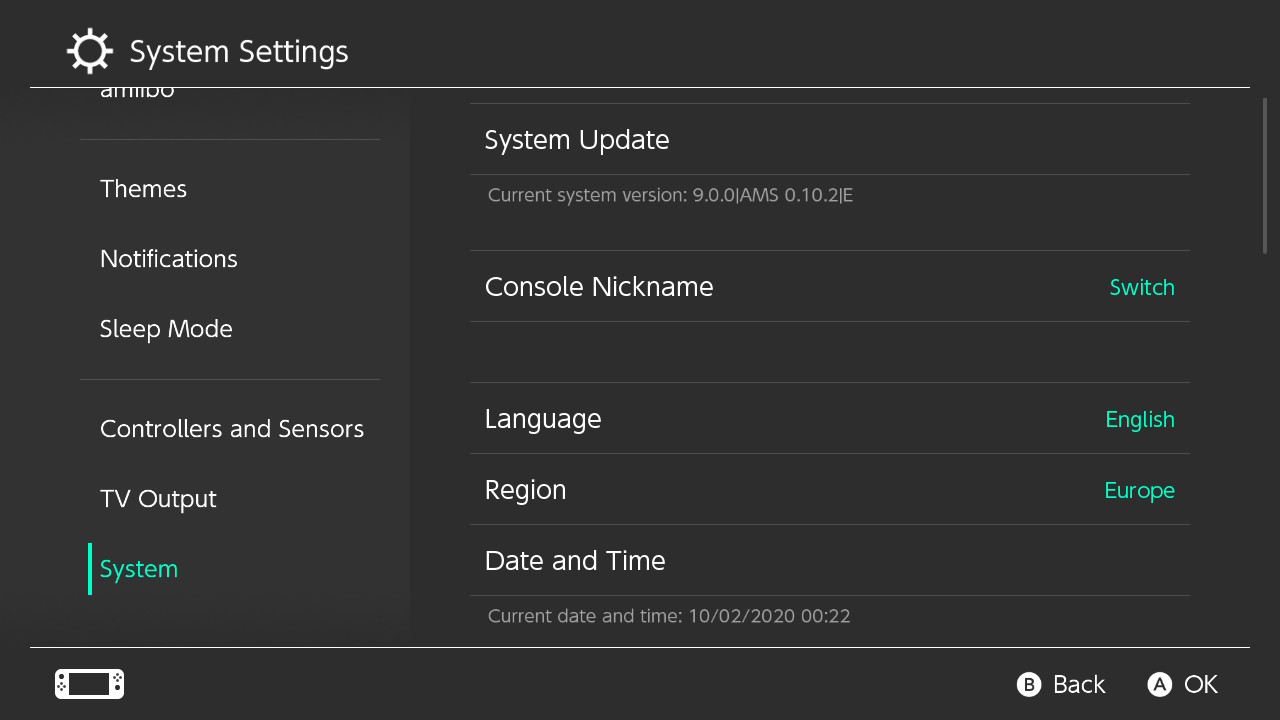 System Settings
amiibo
Themes
Notifications
Sleep Mode
Controllers and Sensors
TV Output
System
System Update
Current system version: 9.0.0|AMS 0.10.2|E
Console Nickname Switch
Language English
Region Europe
Date and Time
Current date and time: 10/02/2020 00:22
B Back A OK